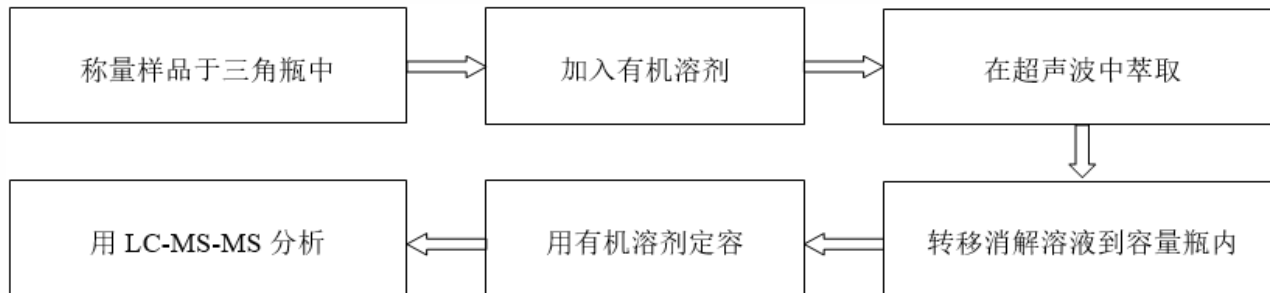 称量样品于三角瓶中
加入有机溶剂
在超声波中萃取
转移消解溶液到容量瓶内
用有机溶剂定容
用 LC-MS-MS 分析